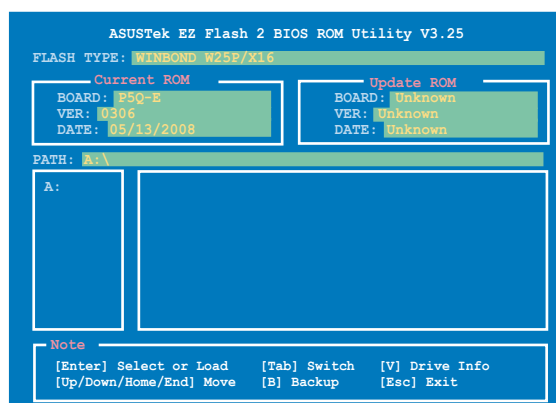 ASUSTek EZ Flash 2 BIOS ROM Utility V3.25
FLASH TYPE: WINBOND W25P/X16
Current ROM
BOARD: P5Q-E
VER: 0306
DATE: 05/13/2008
Update ROM
BOARD: Unknown
VER: Unknown
DATE: Unknown
PATH: A:\
A:
Note
[Enter] Select or Load [Tab] Switch [V] Drive Info
[Up/Down/Home/End] Move [B] Backup [Esc] Exit